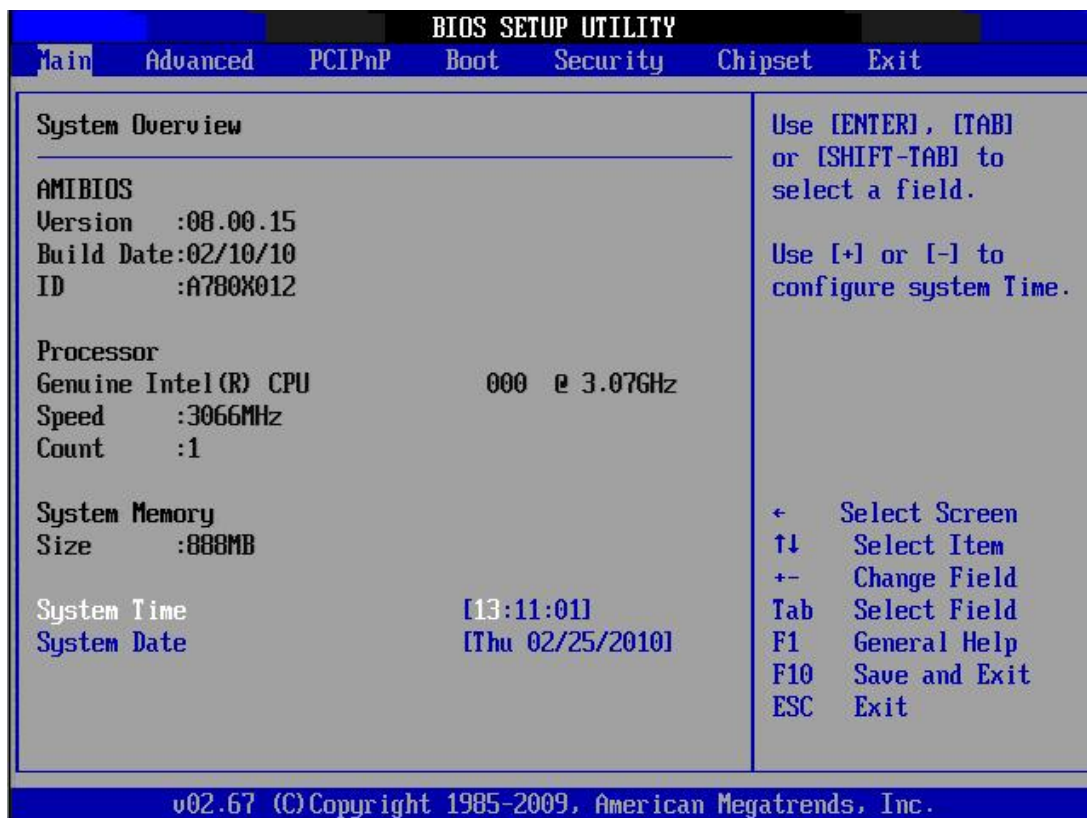 BIOS SETUP UTILITY
Main Advanced PCIPnP Boot Security Chipset Exit
System Overview
AMIBIOS
Version :08.00.15
Build Date:02/10/10
ID :A780X012
Processor
Genuine Intel(R) CPU 000 @ 3.07GHz
Speed :3066MHz
Count :1
System Memory
Size :888MB
System Time [13:11:01]
System Date [Thu 02/25/2010]
Use [ENTER], [TAB]
or [SHIFT-TAB] to
select a field.
Use [+] or [-] to
configure system Time.
← Select Screen
↑↓ Select Item
+- Change Field
Tab Select Field
F1 General Help
F10 Save and Exit
ESC Exit
v02.67 (C)Copyright 1985-2009, American Megatrends, Inc.